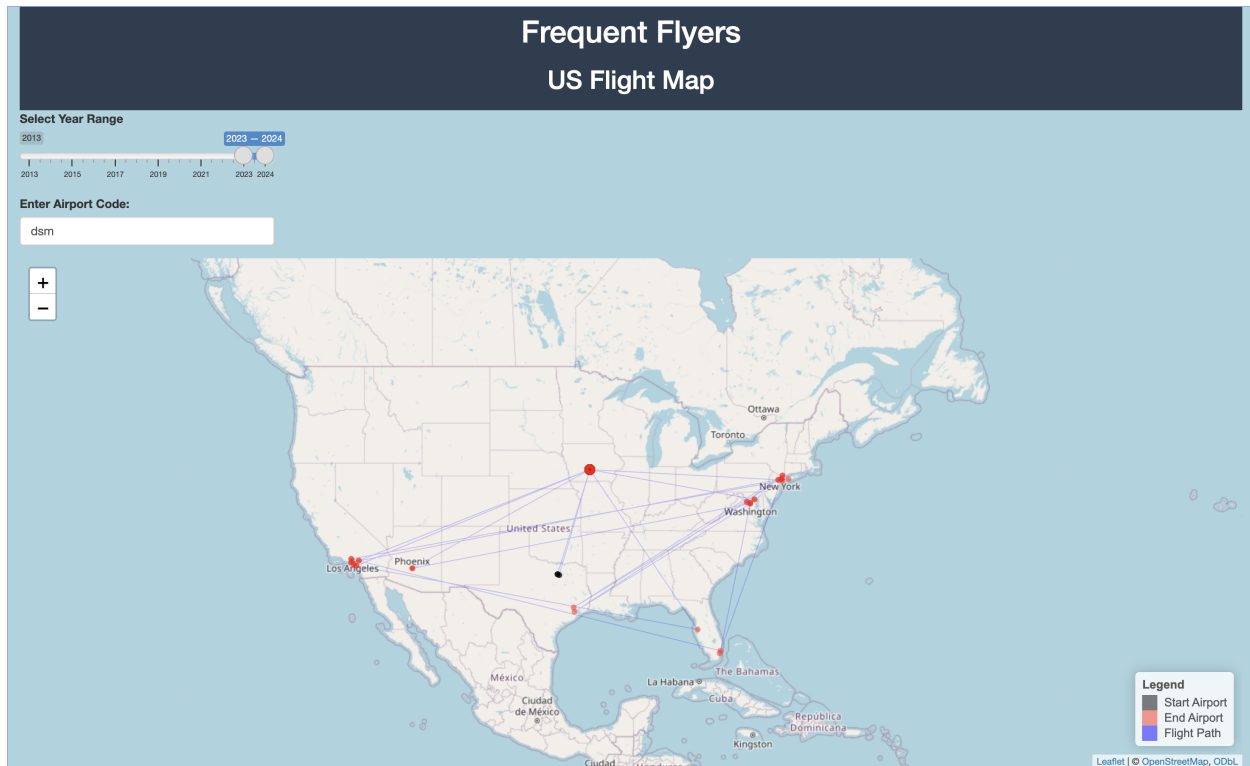 Frequent Flyers
US Flight Map
Select Year Range
2013
2023 — 2024
2013 2015 2017 2019 2021 2023 2024
Enter Airport Code:
dsm
+
−
Ottawa
Toronto
New York
Washington
United States
Phoenix
Los Angeles
The Bahamas
México
La Habana
Cuba
Ciudad
de México
República
Dominicana
Kingston
Ciudad
Legend
Start Airport
End Airport
Flight Path
Leaflet | © OpenStreetMap, ODbL